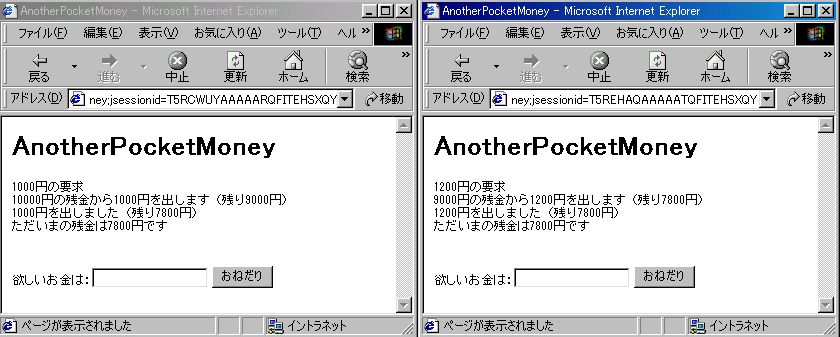 AnotherPocketMoney - Microsoft Internet Explorer
ファイル(F) 編集(E) 表示(V) お気に入り(A) ツール(T) ヘル »
戻る 進む 中止 更新 ホーム 検索 »
アドレス(D) ney;jsessionid=T5RCWUYAAAAARQFITEHSXQY 移動
AnotherPocketMoney
1000円の要求
10000円の残金から1000円を出します（残り9000円）
1000円を出しました（残り7800円）
ただいまの残金は7800円です
欲しいお金は: おねだり
ページが表示されました イントラネット
AnotherPocketMoney - Microsoft Internet Explorer
ファイル(F) 編集(E) 表示(V) お気に入り(A) ツール(T) ヘル »
戻る 進む 中止 更新 ホーム 検索 »
アドレス(D) ney;jsessionid=T5REHAQAAAAATQFITEHSXQY 移動
AnotherPocketMoney
1200円の要求
9000円の残金から1200円を出します（残り7800円）
1200円を出しました（残り7800円）
ただいまの残金は7800円です
欲しいお金は: おねだり
ページが表示されました イントラネット